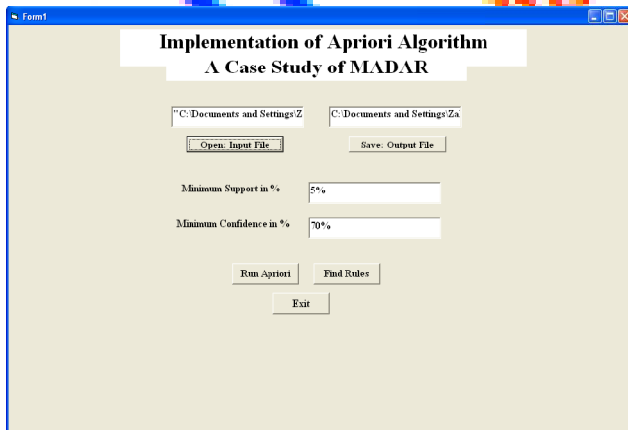 Form1
Implementation of Apriori Algorithm
A Case Study of MADAR
"C:\Documents and Settings\Z C:\Documents and Settings\Za
Open: Input File Save: Output File
Minimum Support in % 5%
Minimum Confidence in % 70%
Run Apriori Find Rules
Exit